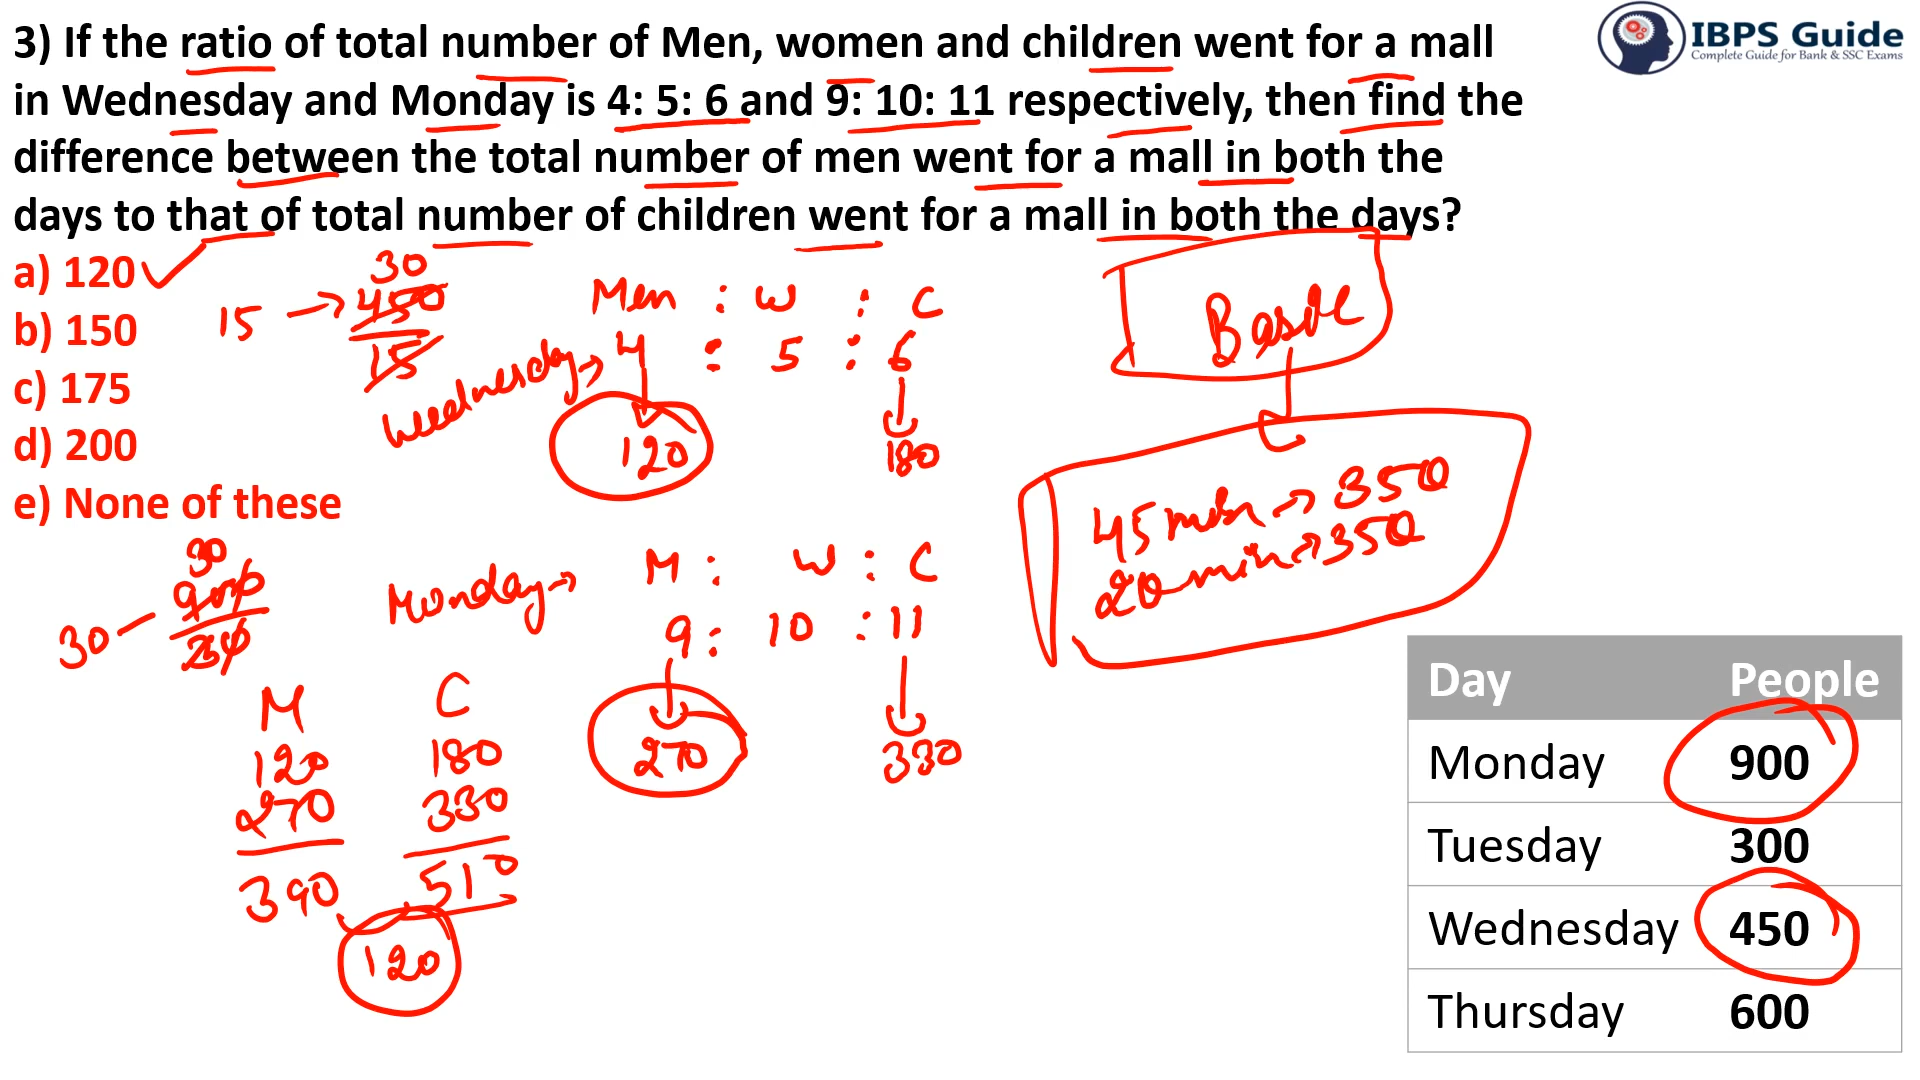 3) If the ratio of total number of Men, women and children went for a mall
in Wednesday and Monday is 4: 5: 6 and 9: 10: 11 respectively, then find the
difference between the total number of men went for a mall in both the
days to that of total number of children went for a mall in both the days?
IBPS Guide
Complete Guide for Bank & SSC Exams
a) 120
b) 150
c) 175
d) 200
e) None of these
30
15 → 450
15
Men : W : C
Wednesday → 4 : 5 : 6
120 180
30
30 900
30
Monday → M : W : C
9 : 10 : 11
270 330
M C
120 180
270 330
390 510
120
45 min → 350
20 min → 350
Day People
Monday 900
Tuesday 300
Wednesday 450
Thursday 600